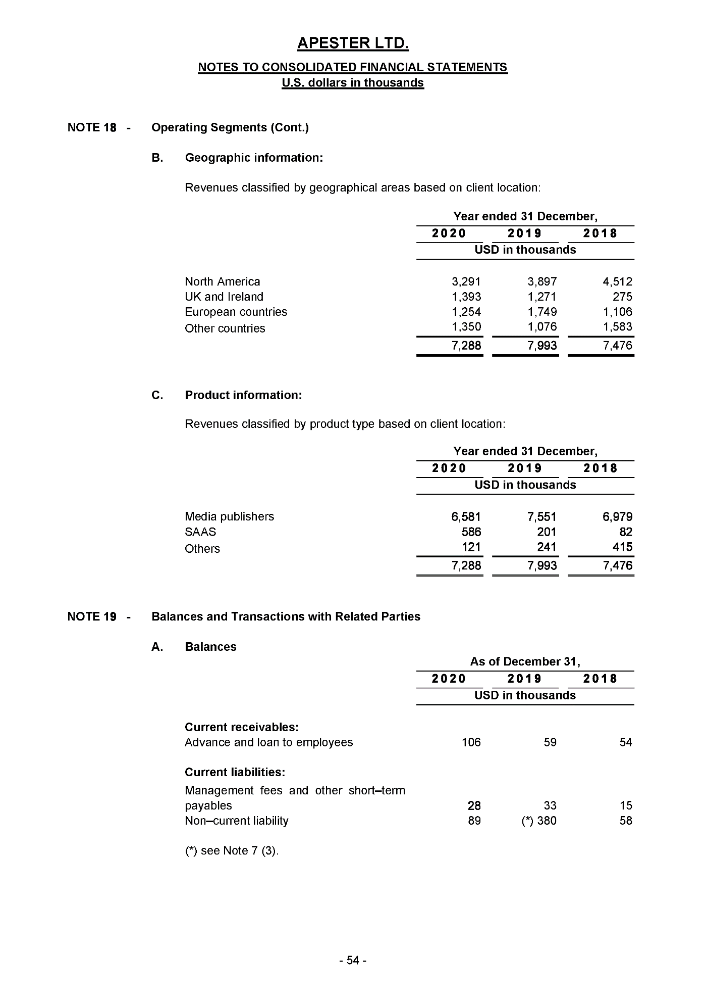 APESTER LTD.
NOTES TO CONSOLIDATED FINANCIAL STATEMENTS
U.S. dollars in thousands
NOTE 18 - Operating Segments (Cont.)
B. Geographic information:
Revenues classified by geographical areas based on client location:
Year ended 31 December,
2020 2019 2018
USD in thousands
North America 3,291 3,897 4,512
UK and Ireland 1,393 1,271 275
European countries 1,254 1,749 1,106
Other countries 1,350 1,076 1,583
7,288 7,993 7,476
C. Product information:
Revenues classified by product type based on client location:
Year ended 31 December,
2020 2019 2018
USD in thousands
Media publishers 6,581 7,551 6,979
SAAS 586 201 82
Others 121 241 415
7,288 7,993 7,476
NOTE 19 - Balances and Transactions with Related Parties
A. Balances
As of December 31,
2020 2019 2018
USD in thousands
Current receivables:
Advance and loan to employees 106 59 54
Current liabilities:
Management fees and other short–term
payables 28 33 15
Non–current liability 89 (*) 380 58
(*) see Note 7 (3).
- 54 -